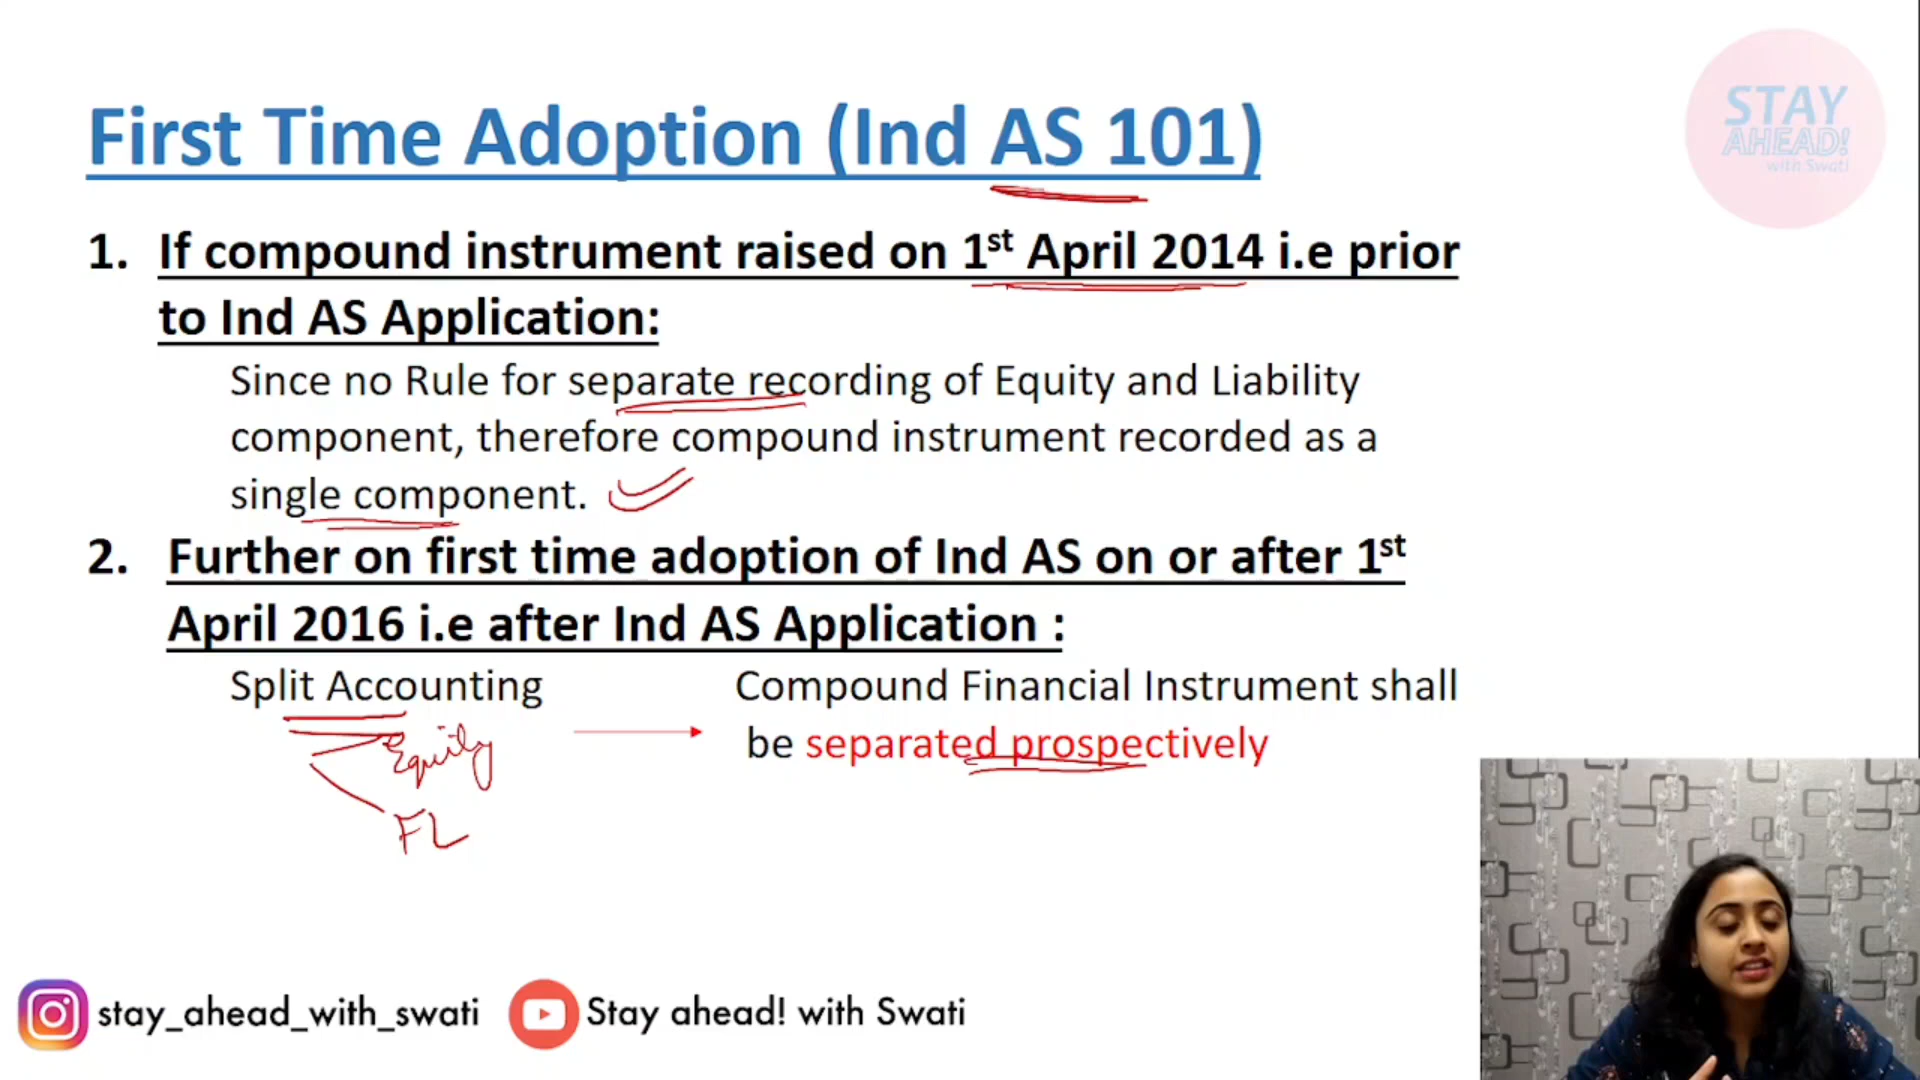 STAY
AHEAD!
with Swati
First Time Adoption (Ind AS 101)
1. If compound instrument raised on 1st April 2014 i.e prior
to Ind AS Application:
Since no Rule for separate recording of Equity and Liability
component, therefore compound instrument recorded as a
single component.
2. Further on first time adoption of Ind AS on or after 1st
April 2016 i.e after Ind AS Application :
Split Accounting
Compound Financial Instrument shall
be separated prospectively
Equity
FL
stay_ahead_with_swati
Stay ahead! with Swati